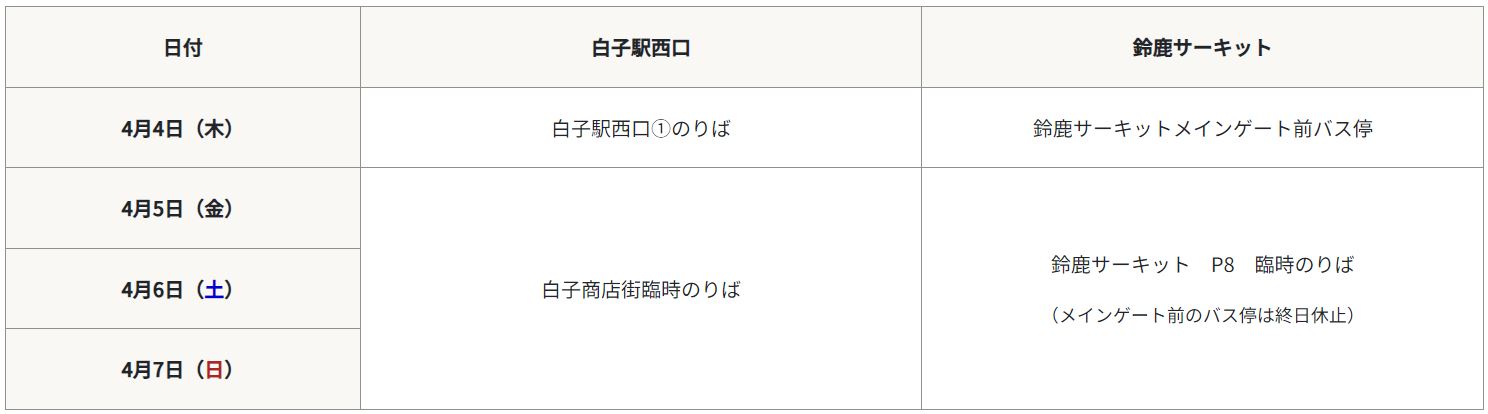 日付
白子駅西口
鈴鹿サーキット
4月4日（木）
白子駅西口①のりば
鈴鹿サーキットメインゲート前バス停
4月5日（金）
4月6日（土）
4月7日（日）
白子商店街臨時のりば
鈴鹿サーキット　P8　臨時のりば
（メインゲート前のバス停は終日休止）